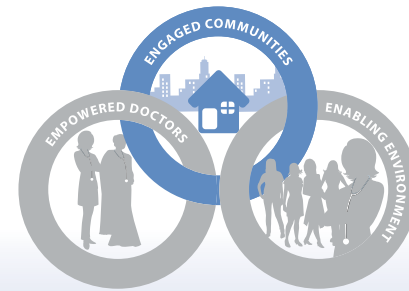 ENGAGED COMMUNITIES
EMPOWERED DOCTORS
ENABLING ENVIRONMENT